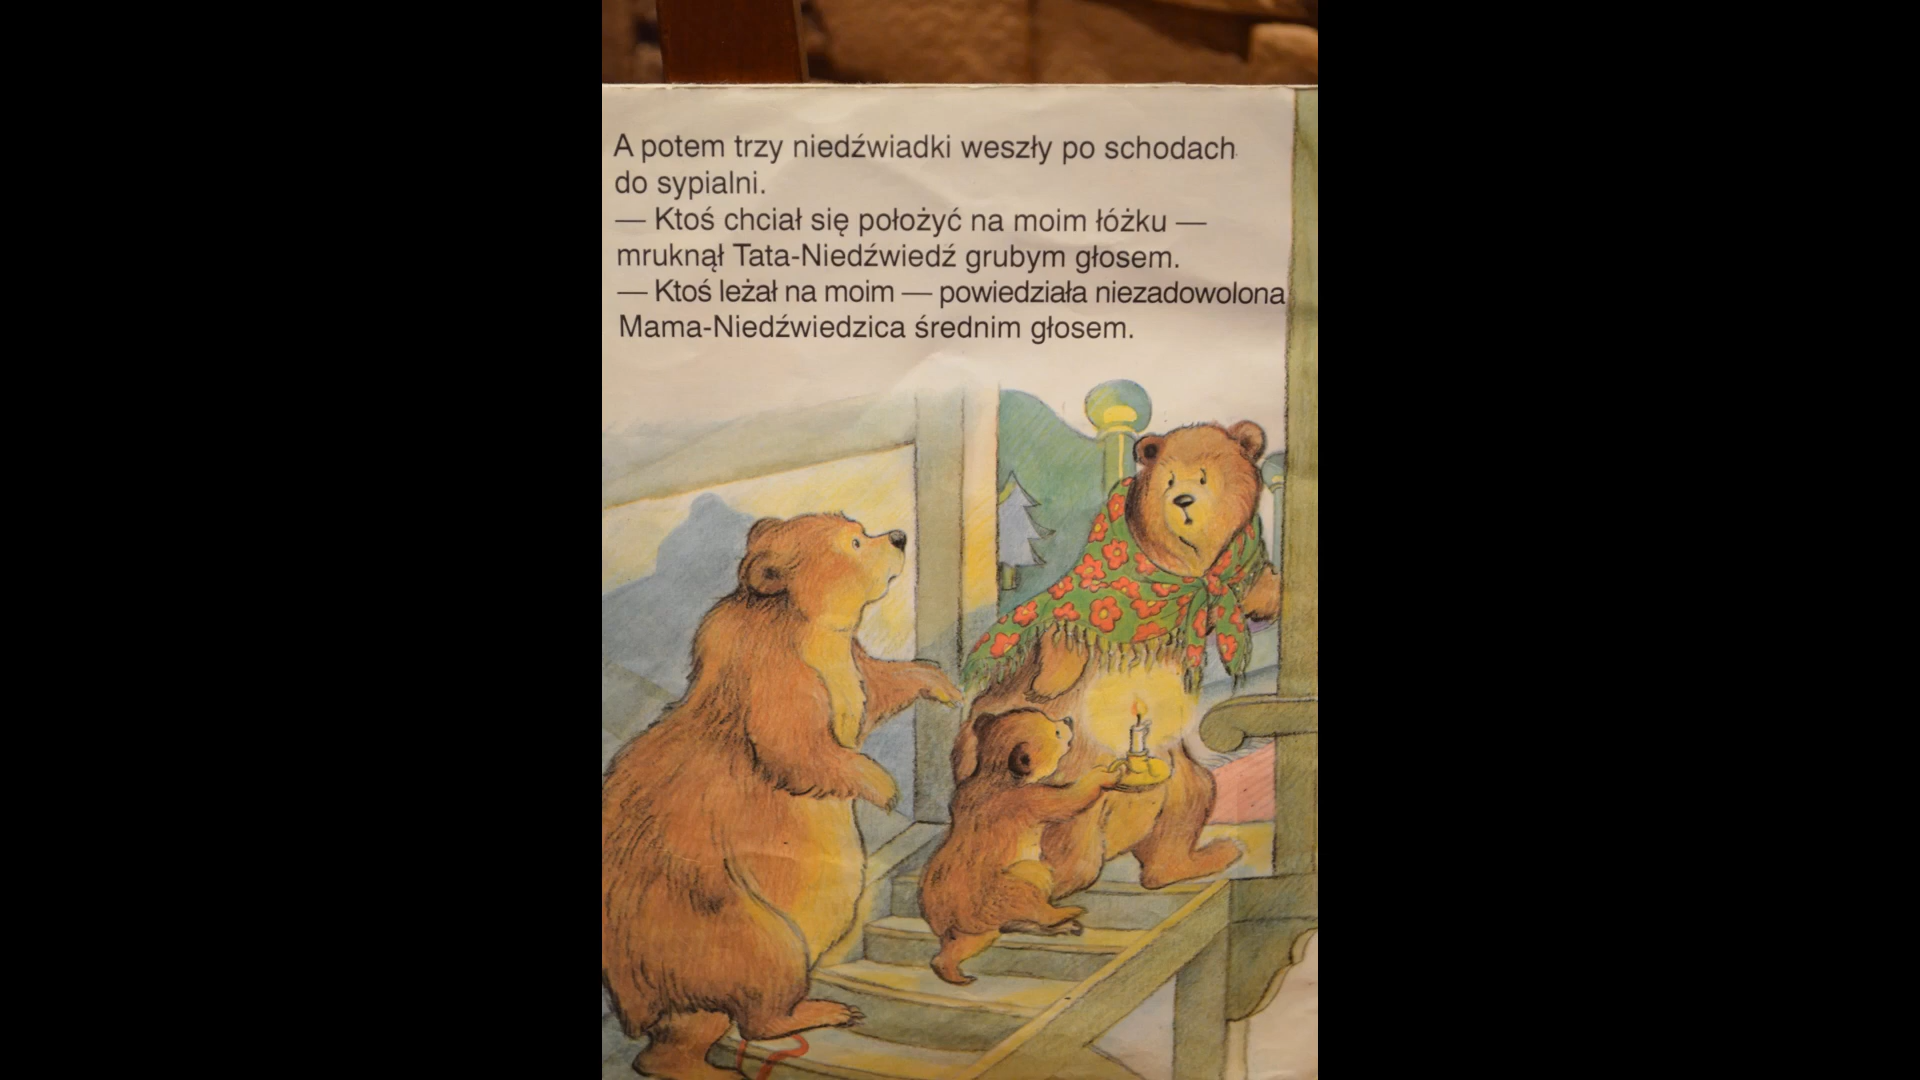 A potem trzy niedźwiadki weszły po schodach
do sypialni.
— Ktoś chciał się położyć na moim łóżku —
mruknął Tata-Niedźwiedź grubym głosem.
— Ktoś leżał na moim — powiedziała niezadowolona
Mama-Niedźwiedzica średnim głosem.